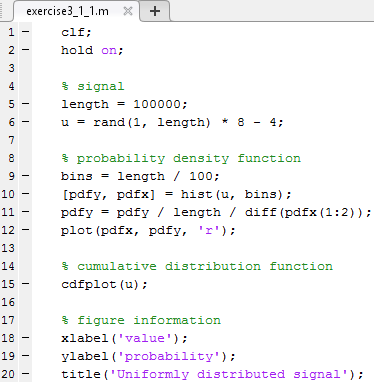 exercise3_1_1.m × +
1 – clf;
2 – hold on;
3
4 % signal
5 – length = 100000;
6 – u = rand(1, length) * 8 - 4;
7
8 % probability density function
9 – bins = length / 100;
10 – [pdfy, pdfx] = hist(u, bins);
11 – pdfy = pdfy / length / diff(pdfx(1:2));
12 – plot(pdfx, pdfy, 'r');
13
14 % cumulative distribution function
15 – cdfplot(u);
16
17 % figure information
18 – xlabel('value');
19 – ylabel('probability');
20 – title('Uniformly distributed signal');